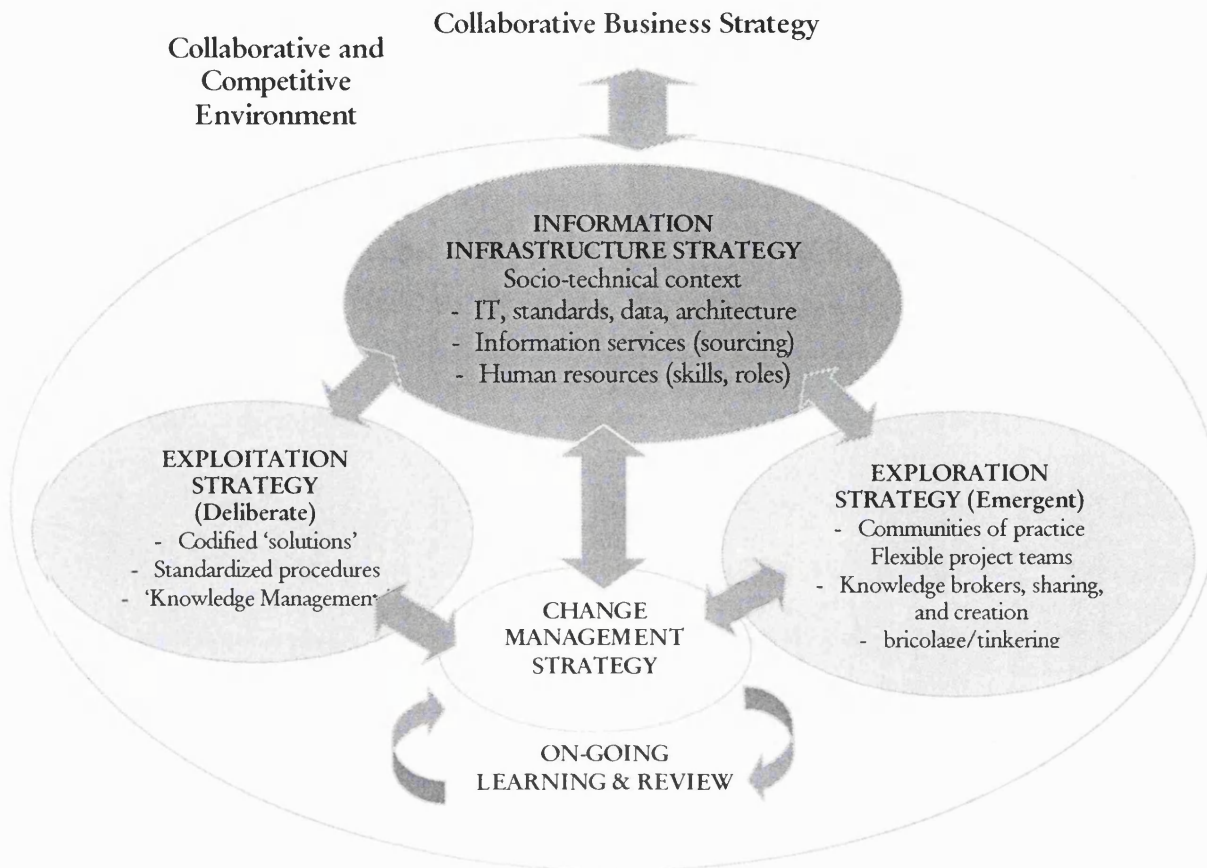 Collaborative Business Strategy
Collaborative and
Competitive
Environment
INFORMATION
INFRASTRUCTURE STRATEGY
Socio-technical context
- IT, standards, data, architecture
- Information services (sourcing)
- Human resources (skills, roles)
EXPLOITATION
STRATEGY
(Deliberate)
- Codified ‘solutions’
- Standardized procedures
- ‘Knowledge Management’
EXPLORATION
STRATEGY (Emergent)
- Communities of practice
Flexible project teams
- Knowledge brokers, sharing,
and creation
- bricolage/tinkering
CHANGE
MANAGEMENT
STRATEGY
ON-GOING
LEARNING & REVIEW